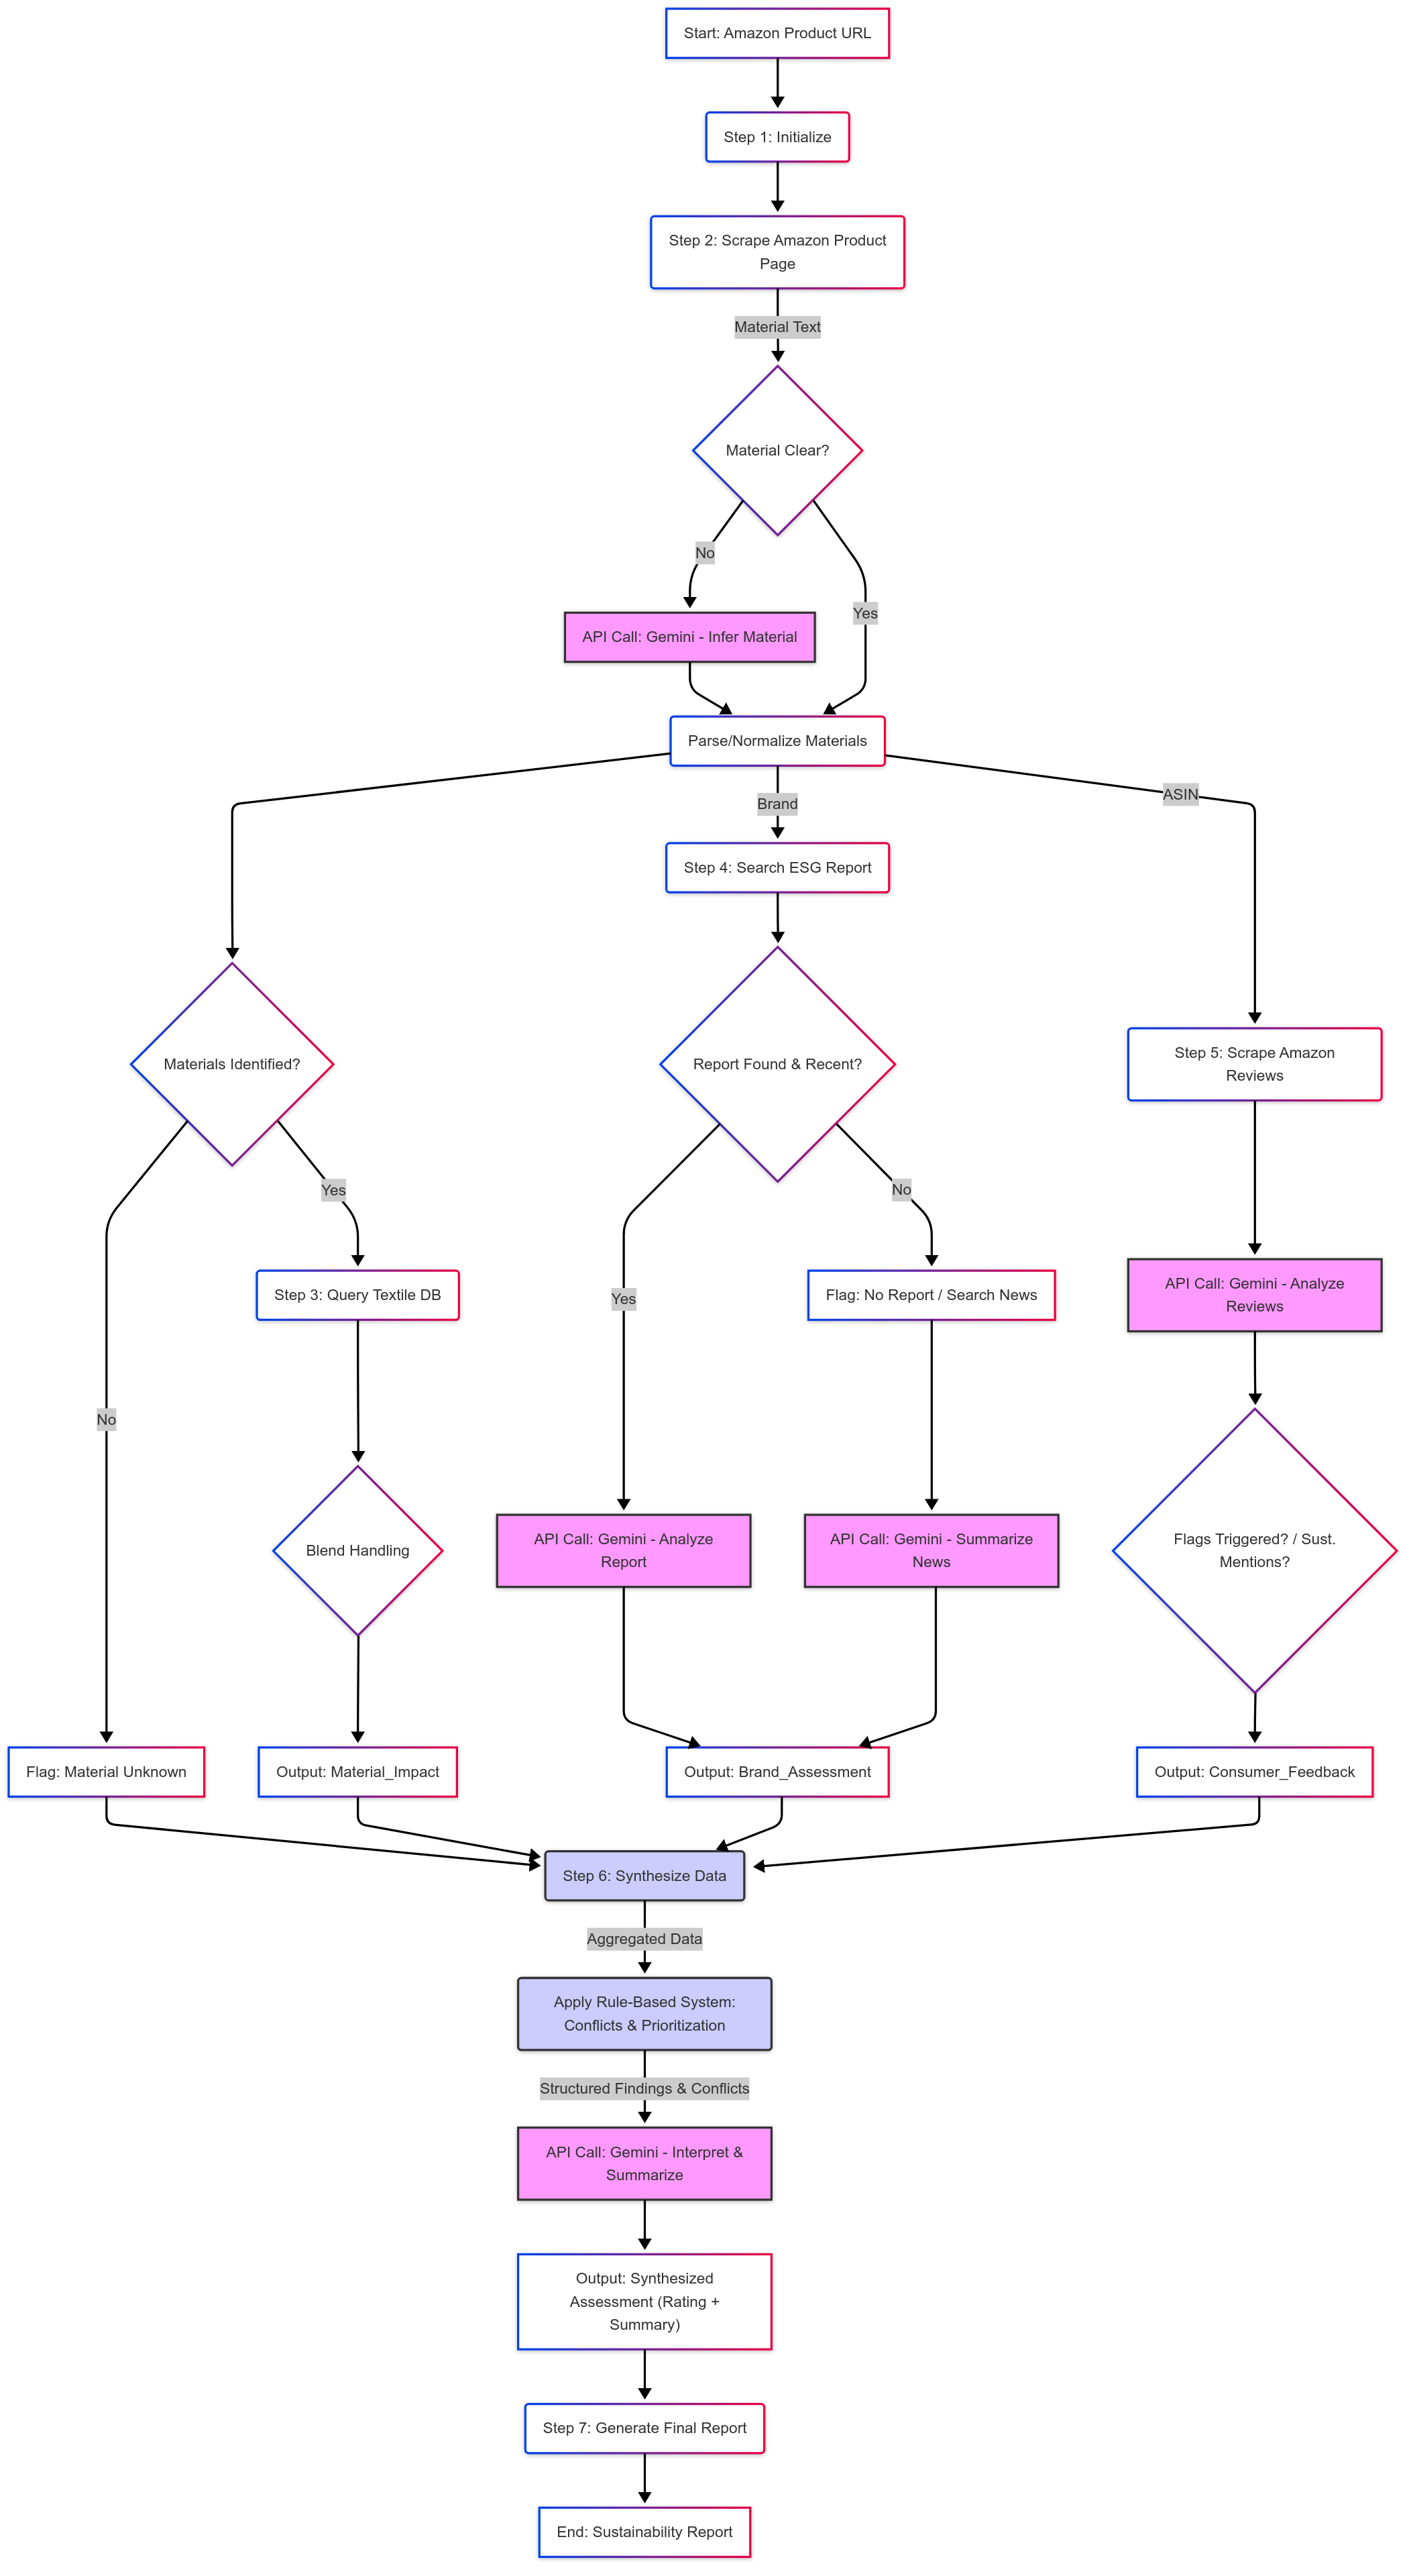 Start: Amazon Product URL
Step 1: Initialize
Step 2: Scrape Amazon Product
Page
Material Text
Material Clear?
No
Yes
API Call: Gemini - Infer Material
Parse/Normalize Materials
Brand
ASIN
Step 4: Search ESG Report
Materials Identified?
Report Found & Recent?
Step 5: Scrape Amazon
Reviews
Yes
No
Step 3: Query Textile DB
Yes
Flag: No Report / Search News
API Call: Gemini - Analyze
Reviews
No
Blend Handling
API Call: Gemini - Analyze
Report
API Call: Gemini - Summarize
News
Flags Triggered? / Sust.
Mentions?
Flag: Material Unknown
Output: Material_Impact
Output: Brand_Assessment
Output: Consumer_Feedback
Step 6: Synthesize Data
Aggregated Data
Apply Rule-Based System:
Conflicts & Prioritization
Structured Findings & Conflicts
API Call: Gemini - Interpret &
Summarize
Output: Synthesized
Assessment (Rating +
Summary)
Step 7: Generate Final Report
End: Sustainability Report